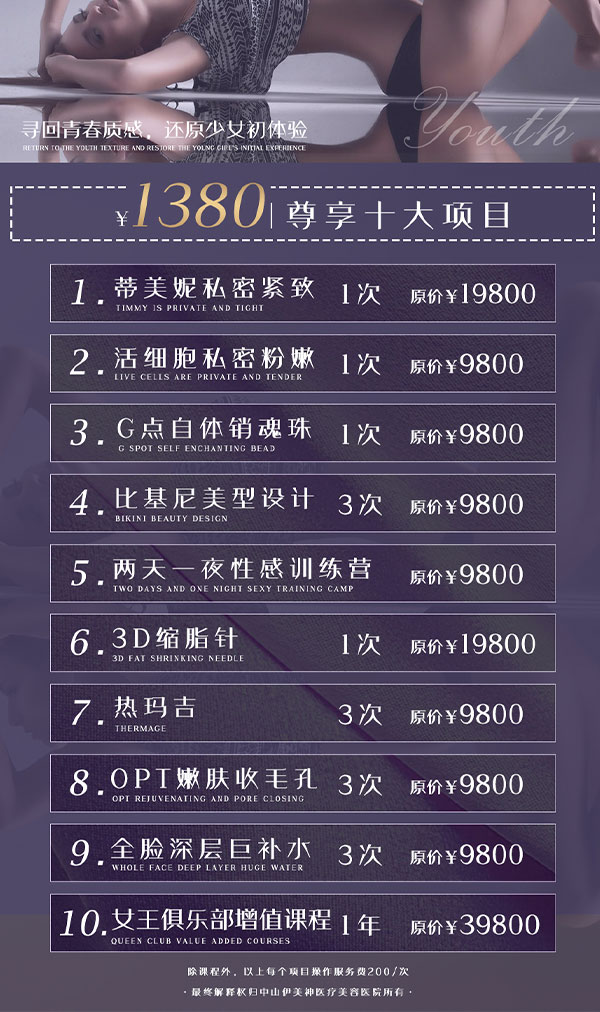 寻回青春质感，还原少女初体验
RETURN TO THE YOUTH TEXTURE AND RESTORE THE YOUNG GIRL'S INITIAL EXPERIENCE
Youth
¥1380|尊享十大项目
1.蒂美妮私密紧致 1次 原价¥19800
TIMMY IS PRIVATE AND TIGHT
2.活细胞私密粉嫩 1次 原价¥9800
LIVE CELLS ARE PRIVATE AND TENDER
3.G点自体销魂珠 1次 原价¥9800
G SPOT SELF ENCHANTING BEAD
4.比基尼美型设计 3次 原价¥9800
BIKINI BEAUTY DESIGN
5.两天一夜性感训练营 原价¥9800
TWO DAYS AND ONE NIGHT SEXY TRAINING CAMP
6.3D缩脂针 1次 原价¥19800
3D FAT SHRINKING NEEDLE
7.热玛吉 3次 原价¥9800
THERMAGE
8.OPT嫩肤收毛孔 3次 原价¥9800
OPT REJUVENATING AND PORE CLOSING
9.全脸深层巨补水 3次 原价¥9800
WHOLE FACE DEEP LAYER HUGE WATER
10.女王俱乐部增值课程 1年 原价¥39800
QUEEN CLUB VALUE ADDED COURSES
除课程外，以上每个项目操作服务费200/次
·最终解释权归中山伊美神医疗美容医院所有·